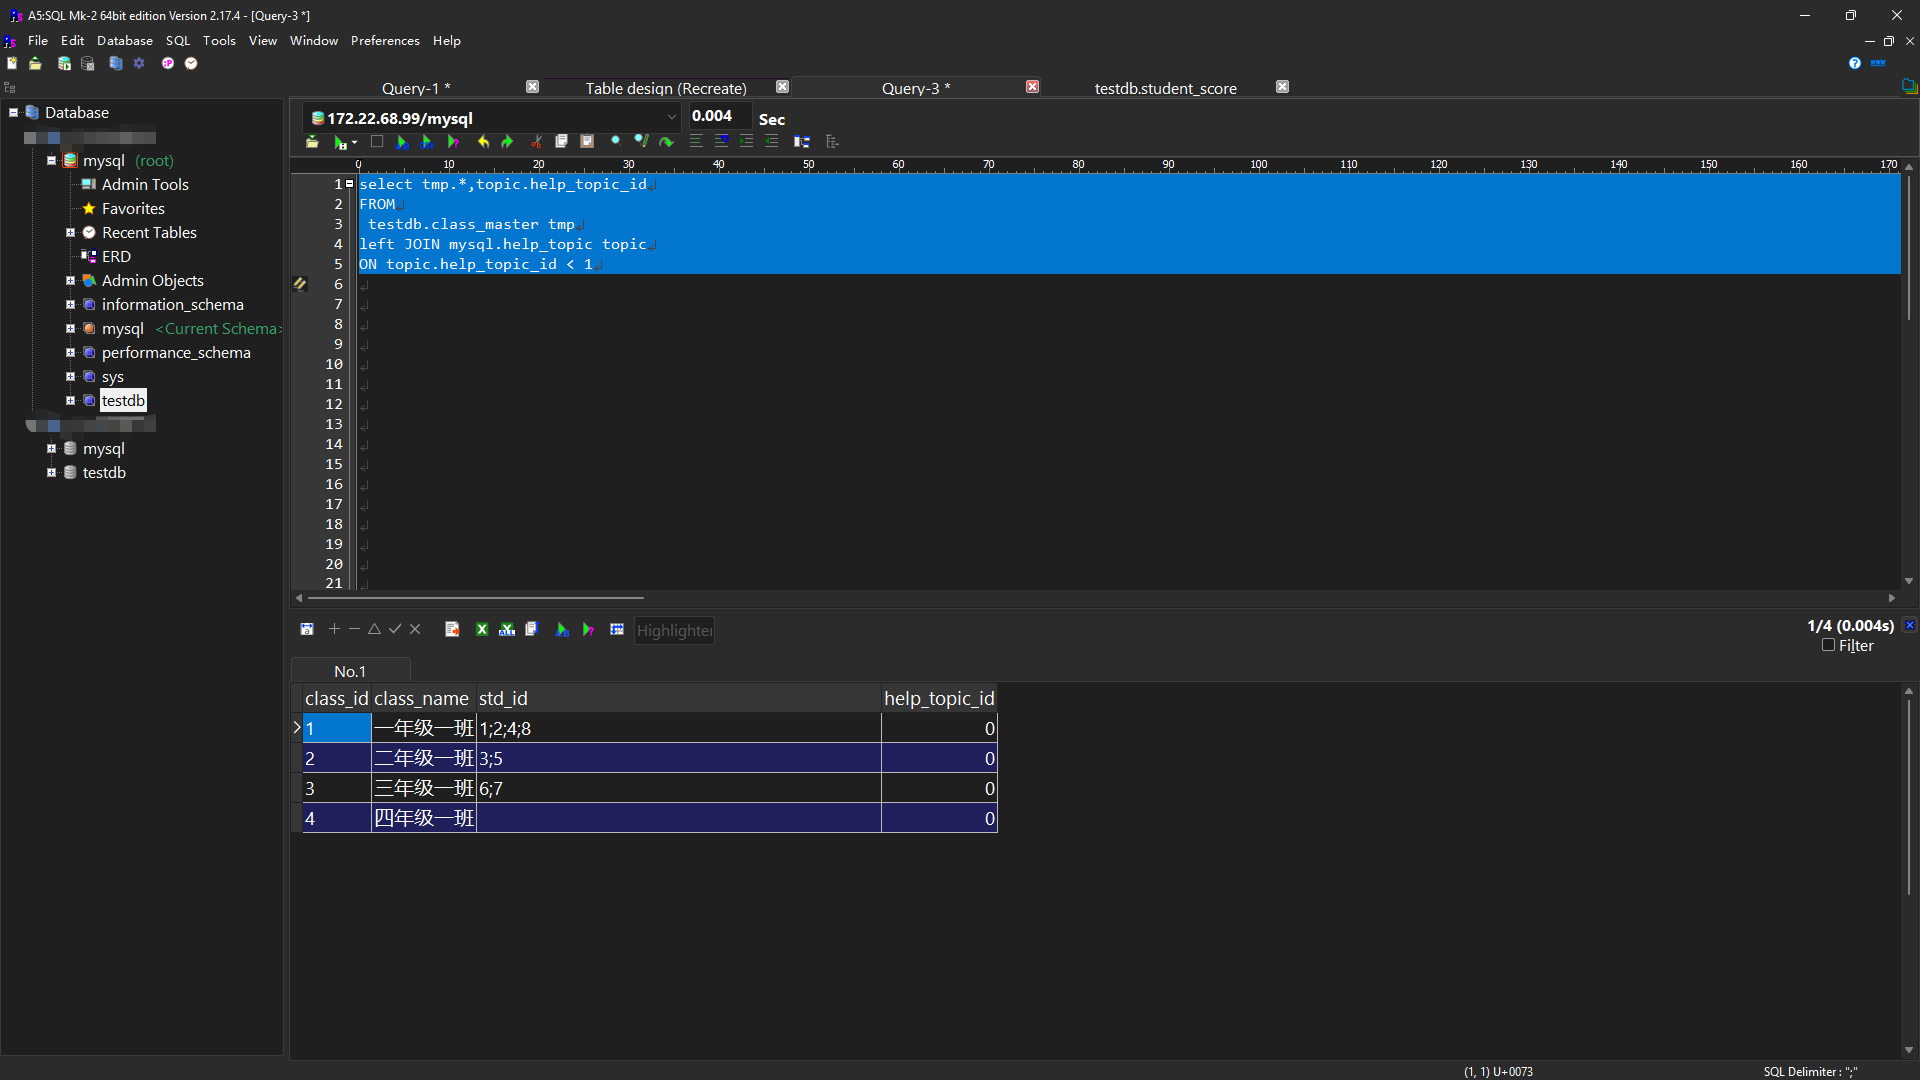 A5:SQL Mk-2 64bit edition Version 2.17.4 - [Query-3 *]
File Edit Database SQL Tools View Window Preferences Help
Query-1 * Table design (Recreate) Query-3 * testdb.student_score
Database
mysql (root)
Admin Tools
Favorites
Recent Tables
ERD
Admin Objects
information_schema
mysql <Current Schema>
performance_schema
sys
testdb
mysql
testdb
172.22.68.99/mysql 0.004 Sec
0 10 20 30 40 50 60 70 80 90 100 110 120 130 140 150 160 170
1 select tmp.*,topic.help_topic_id
2 FROM
3 testdb.class_master tmp
4 left JOIN mysql.help_topic topic
5 ON topic.help_topic_id < 1
6
7
8
9
10
11
12
13
14
15
16
17
18
19
20
21
Highlighter
1/4 (0.004s)
Filter
No.1
class_id class_name std_id help_topic_id
1 一年级一班 1;2;4;8 0
2 二年级一班 3;5 0
3 三年级一班 6;7 0
4 四年级一班 0
(1, 1) U+0073 SQL Delimiter : ";"